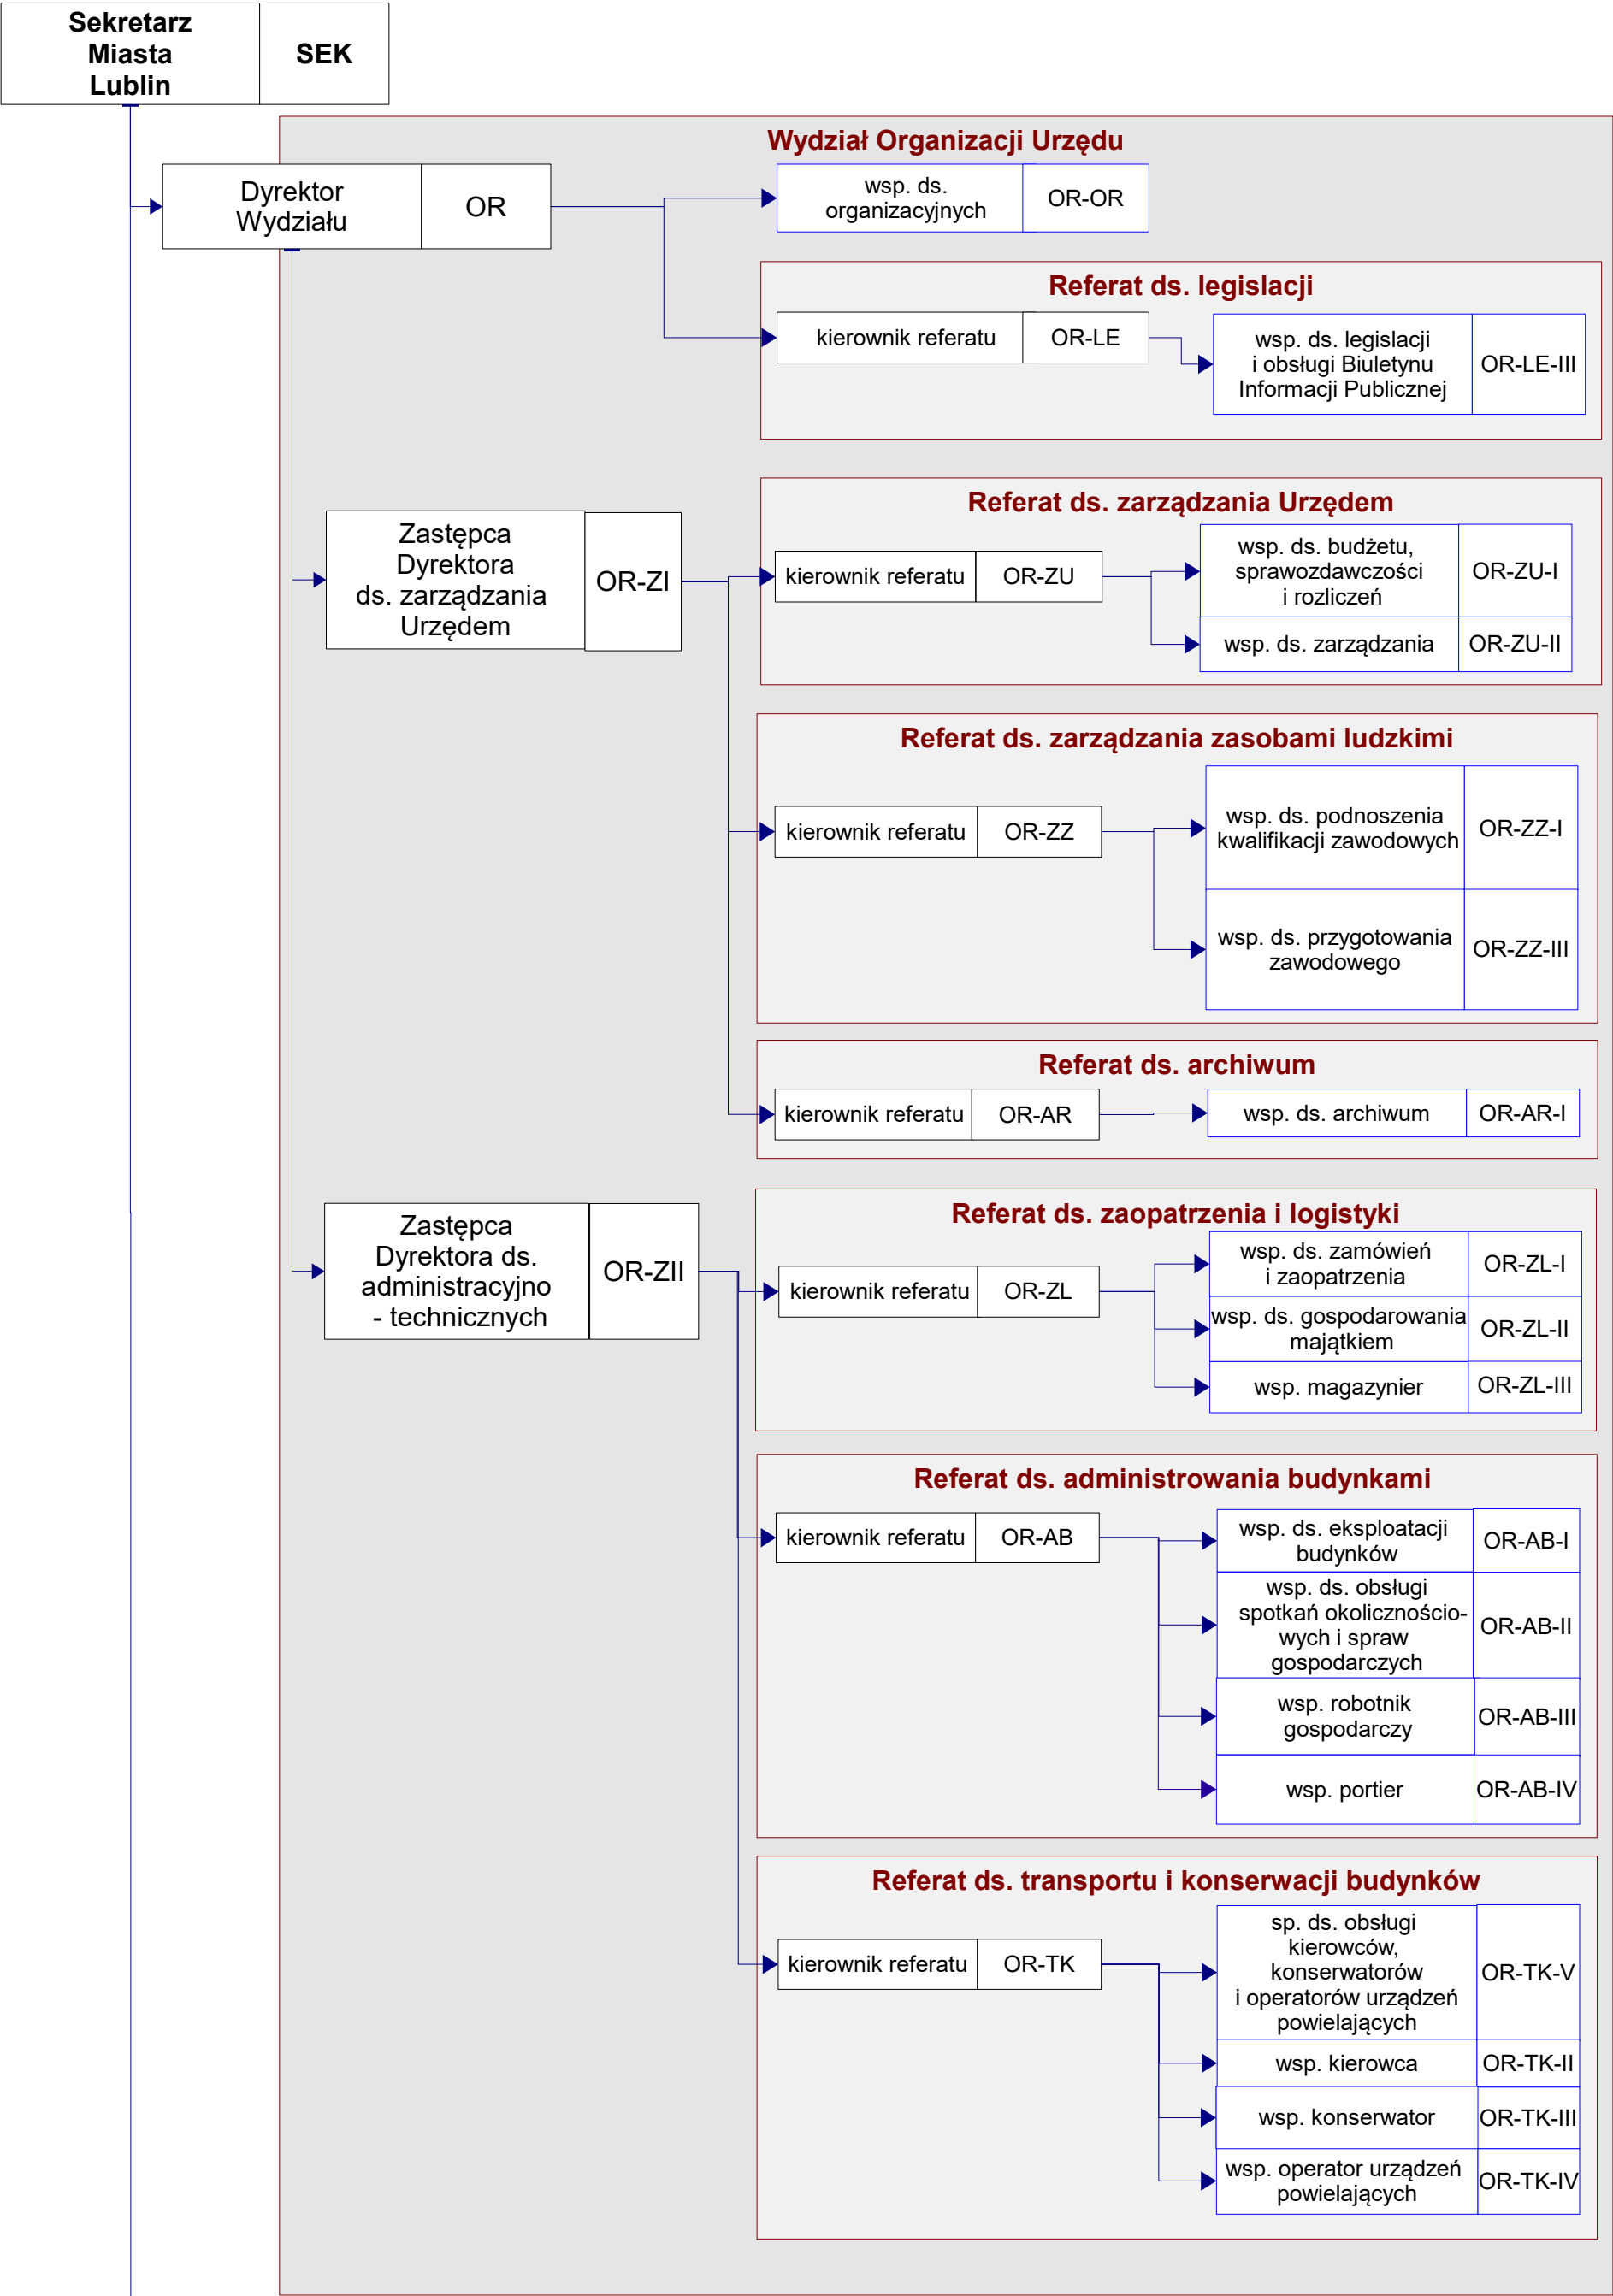 Sekretarz
Miasta
Lublin
SEK
Wydział Organizacji Urzędu
Dyrektor
Wydziału
OR
wsp. ds.
organizacyjnych
OR-OR
Referat ds. legislacji
kierownik referatu
OR-LE
wsp. ds. legislacji
i obsługi Biuletynu
Informacji Publicznej
OR-LE-III
Zastępca
Dyrektora
ds. zarządzania
Urzędem
OR-ZI
Referat ds. zarządzania Urzędem
kierownik referatu
OR-ZU
wsp. ds. budżetu,
sprawozdawczości
i rozliczeń
OR-ZU-I
wsp. ds. zarządzania
OR-ZU-II
Referat ds. zarządzania zasobami ludzkimi
kierownik referatu
OR-ZZ
wsp. ds. podnoszenia
kwalifikacji zawodowych
OR-ZZ-I
wsp. ds. przygotowania
zawodowego
OR-ZZ-III
Referat ds. archiwum
kierownik referatu
OR-AR
wsp. ds. archiwum
OR-AR-I
Zastępca
Dyrektora ds.
administracyjno
- technicznych
OR-ZII
Referat ds. zaopatrzenia i logistyki
kierownik referatu
OR-ZL
wsp. ds. zamówień
i zaopatrzenia
OR-ZL-I
wsp. ds. gospodarowania
majątkiem
OR-ZL-II
wsp. magazynier
OR-ZL-III
Referat ds. administrowania budynkami
kierownik referatu
OR-AB
wsp. ds. eksploatacji
budynków
OR-AB-I
wsp. ds. obsługi
spotkań okolicznościo-
wych i spraw
gospodarczych
OR-AB-II
wsp. robotnik
gospodarczy
OR-AB-III
wsp. portier
OR-AB-IV
Referat ds. transportu i konserwacji budynków
kierownik referatu
OR-TK
sp. ds. obsługi
kierowców,
konserwatorów
i operatorów urządzeń
powielających
OR-TK-V
wsp. kierowca
OR-TK-II
wsp. konserwator
OR-TK-III
wsp. operator urządzeń
powielających
OR-TK-IV